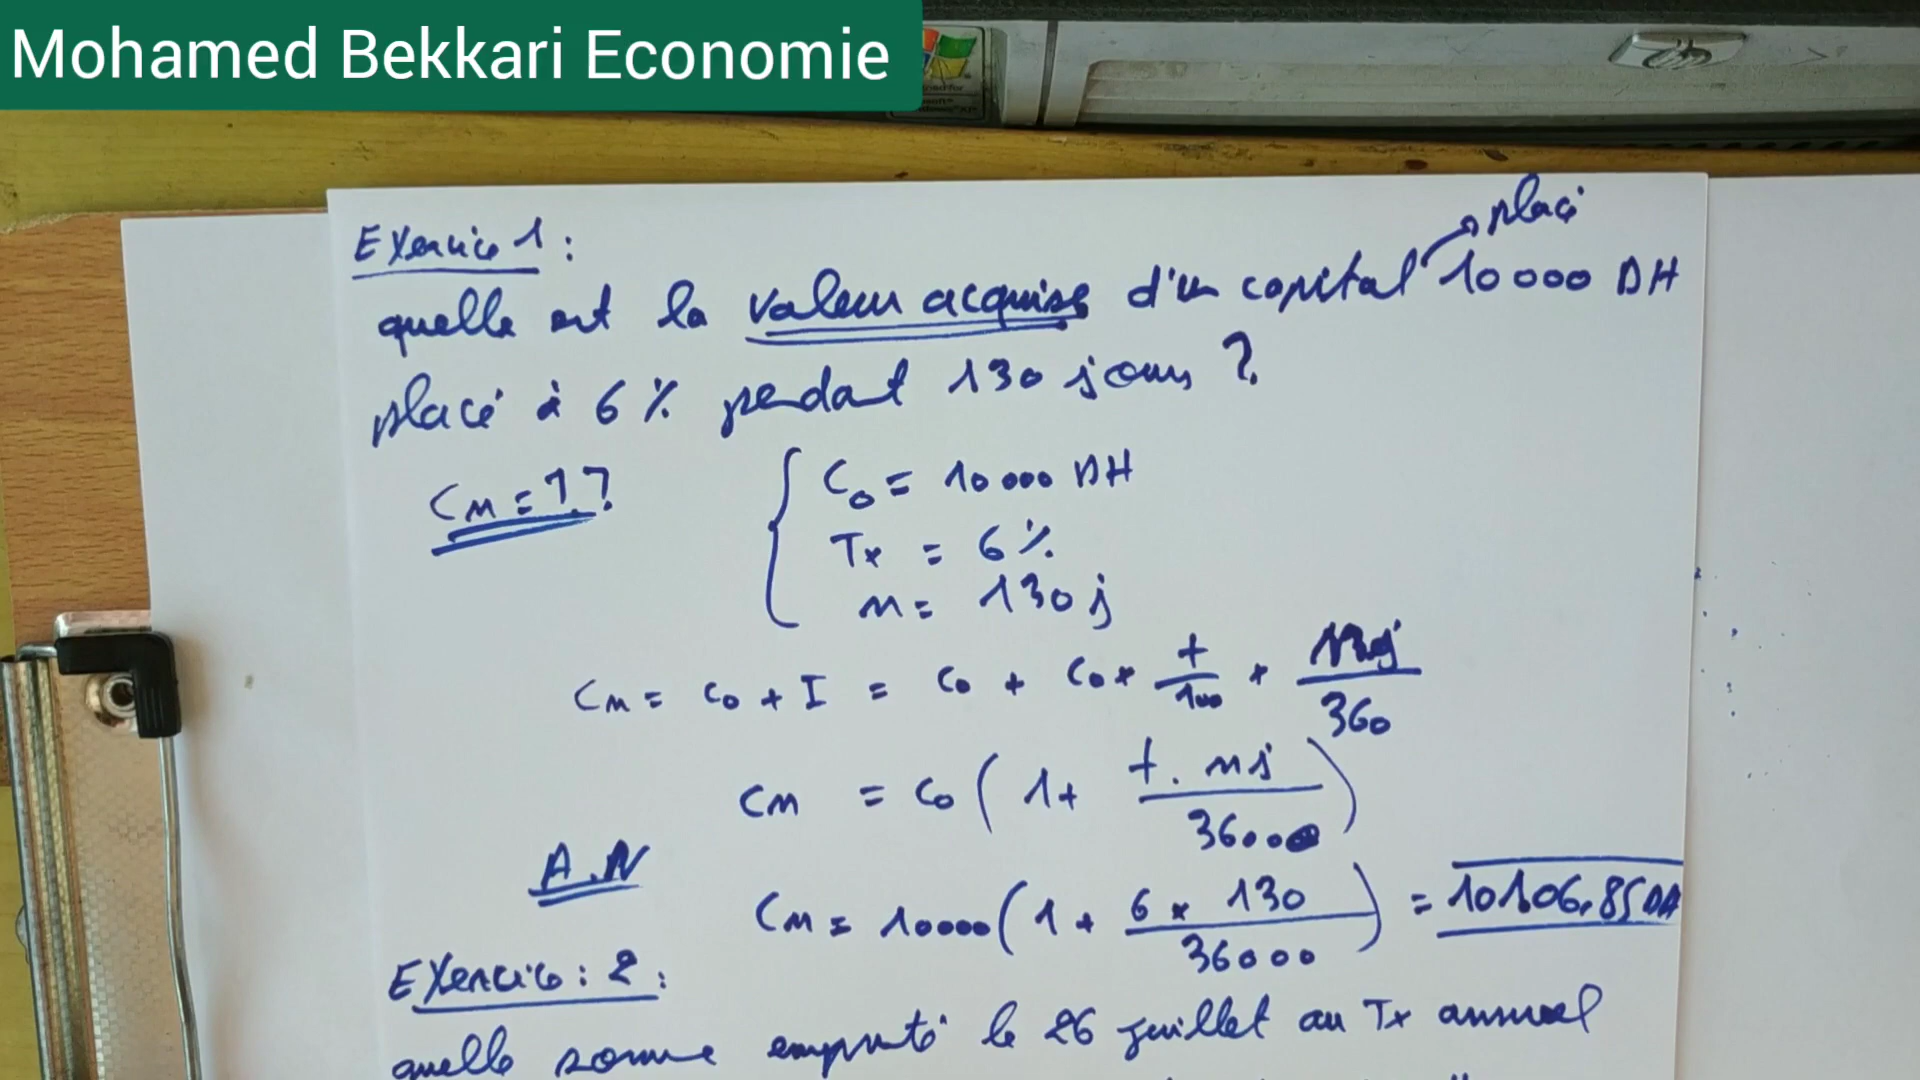 Mohamed Bekkari Economie
Exercice 1 :
placé
quelle est la valeur acquise d'un capital 10 000 DH
placé à 6 % pendant 130 jours ?
Cn = ??
C0 = 10 000 DH
Tx = 6 %
n = 130 j
Cn = C0 + I = C0 + C0 * t/100 * nj/360
Cn = C0 ( 1 + t . nj / 36000 )
A.N
Cn = 10000 ( 1 + 6 * 130 / 36000 ) = 10106,85 DH
Exercice : 2 :
quelle somme emprunté le 26 juillet au Tx annuel